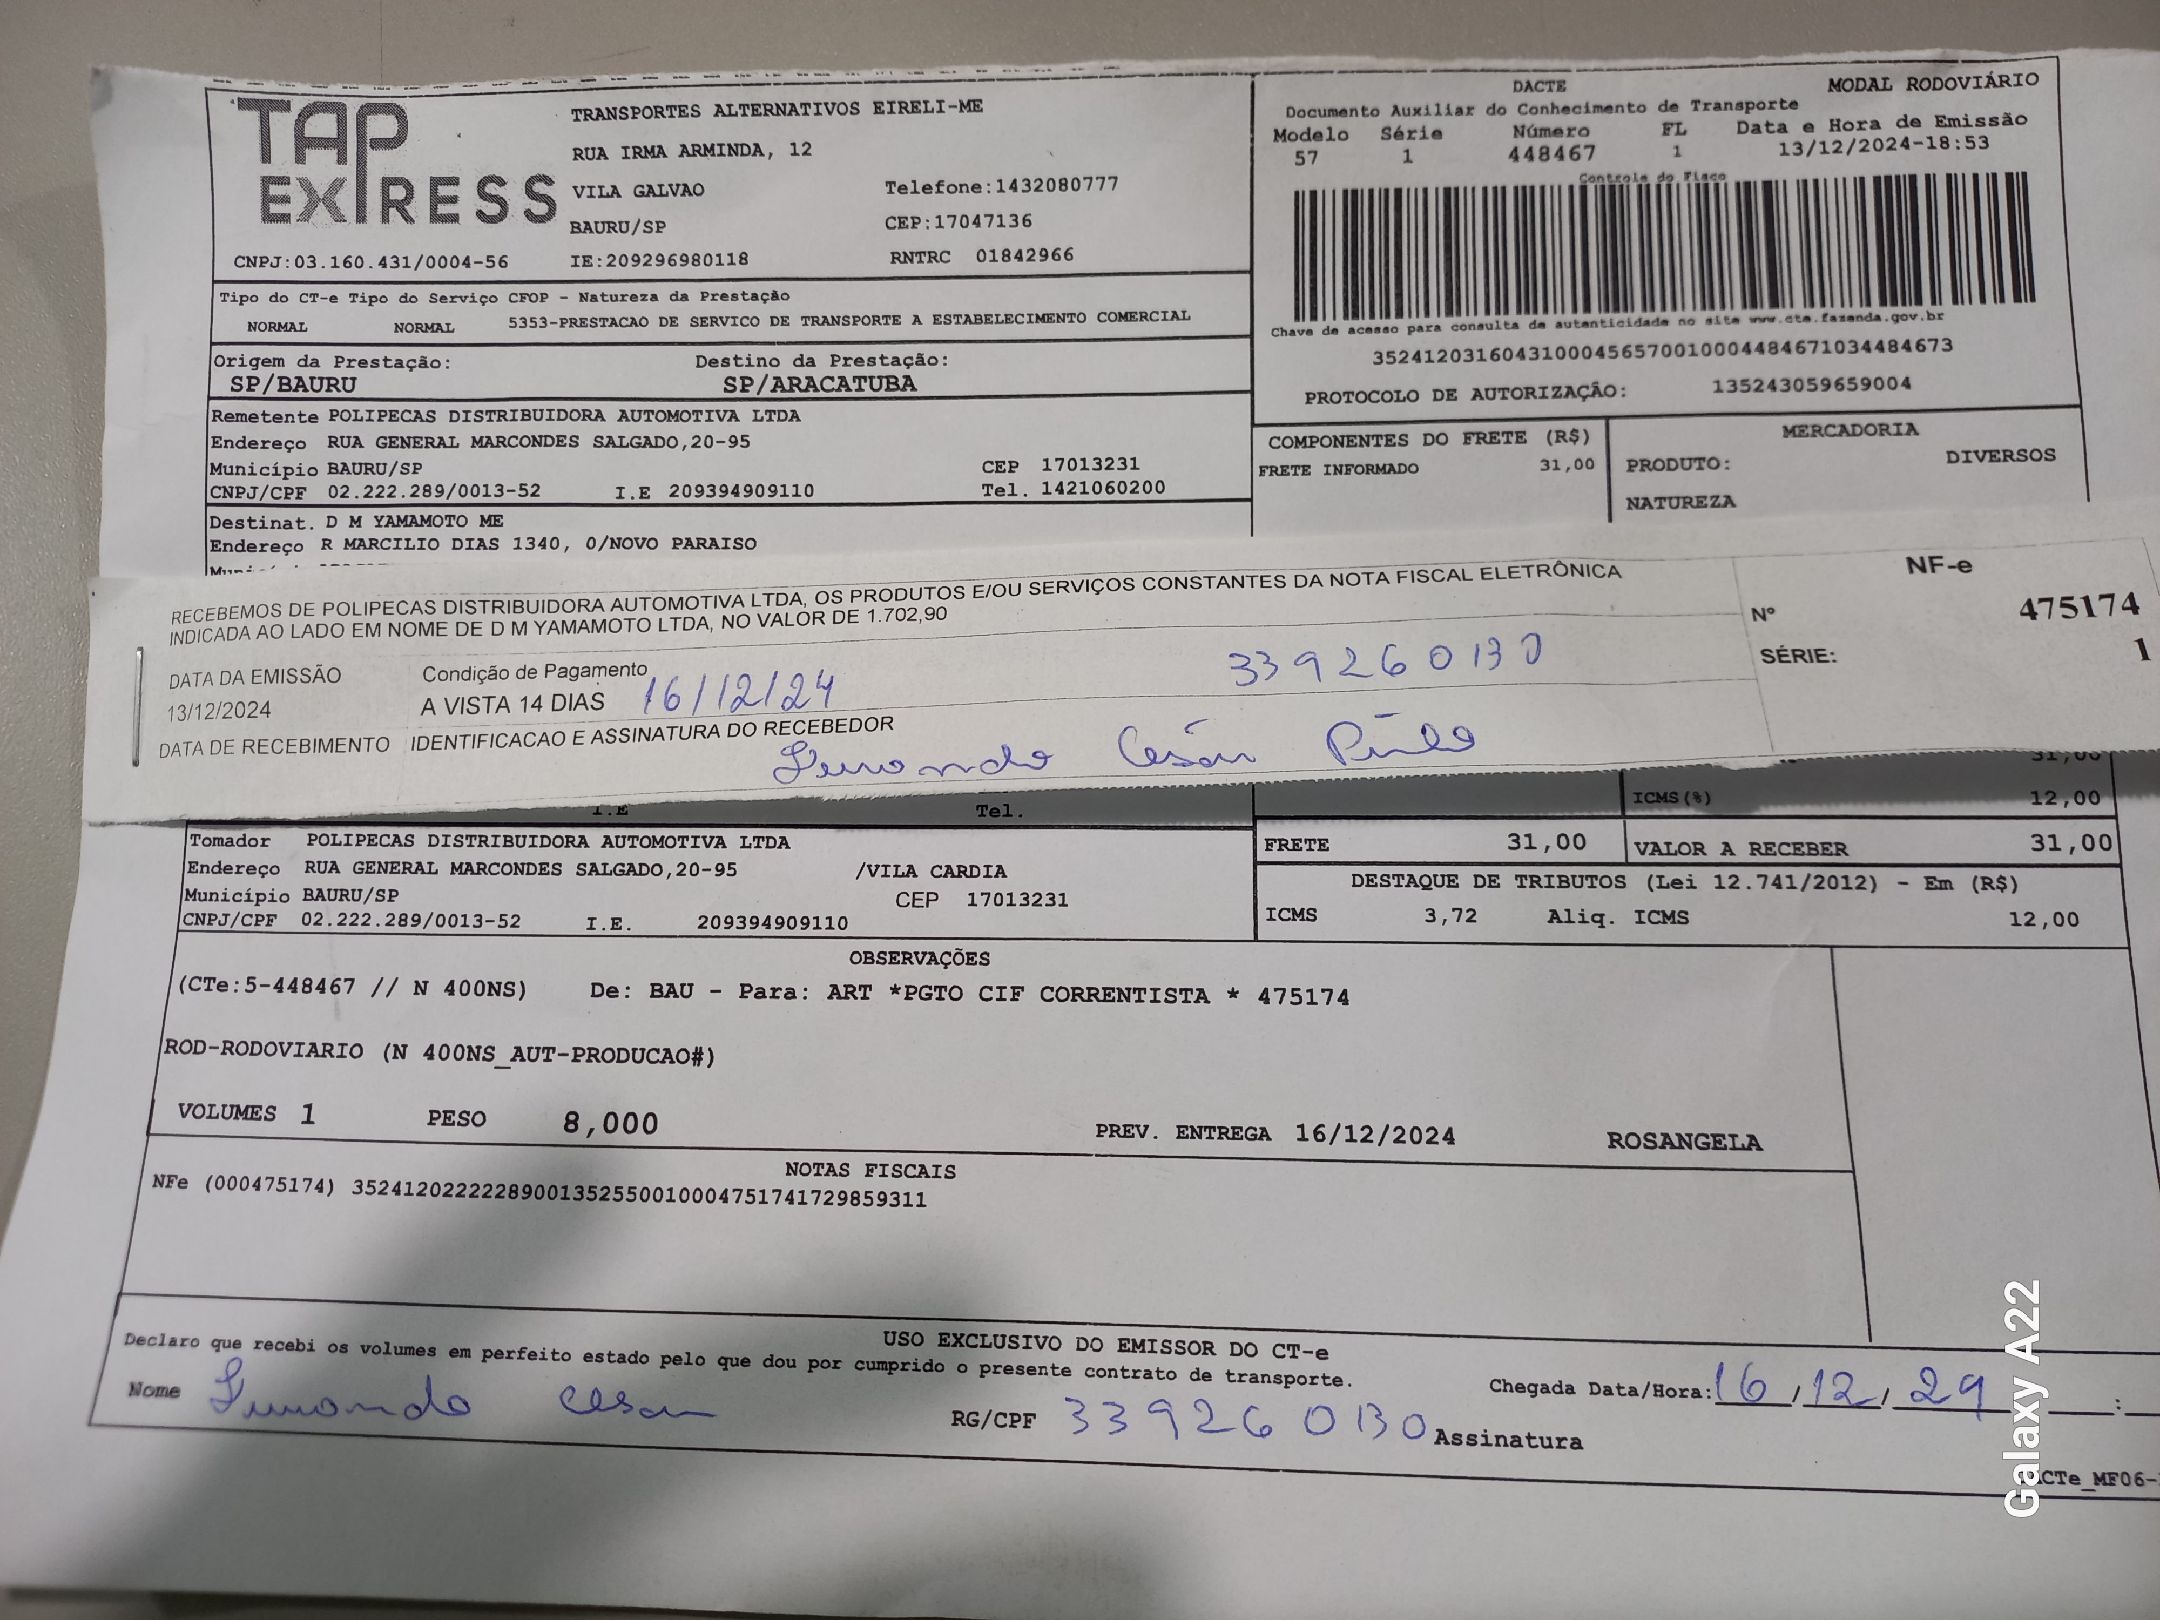 TAP EXPRESS
TRANSPORTES ALTERNATIVOS EIRELI-ME
RUA IRMA ARMINDA, 12
VILA GALVAO Telefone:1432080777
BAURU/SP CEP:17047136
CNPJ:03.160.431/0004-56 IE:209296980118 RNTRC 01842966
DACTE MODAL RODOVIÁRIO
Documento Auxiliar do Conhecimento de Transporte
Modelo Série Número FL Data e Hora de Emissão
57 1 448467 1 13/12/2024-18:53
Controle do Fisco
Chave de acesso para consulta de autenticidade no site www.cte.fazenda.gov.br
35241203160431000456570010004484671034484673
PROTOCOLO DE AUTORIZAÇÃO: 135243059659004
Tipo do CT-e Tipo do Serviço CFOP - Natureza da Prestação
NORMAL NORMAL 5353-PRESTACAO DE SERVICO DE TRANSPORTE A ESTABELECIMENTO COMERCIAL
Origem da Prestação: Destino da Prestação:
SP/BAURU SP/ARACATUBA
Remetente POLIPECAS DISTRIBUIDORA AUTOMOTIVA LTDA
Endereço RUA GENERAL MARCONDES SALGADO,20-95
Município BAURU/SP CEP 17013231
CNPJ/CPF 02.222.289/0013-52 I.E 209394909110 Tel. 1421060200
COMPONENTES DO FRETE (R$)
FRETE INFORMADO 31,00
MERCADORIA
PRODUTO: DIVERSOS
NATUREZA
Destinat. D M YAMAMOTO ME
Endereço R MARCILIO DIAS 1340, 0/NOVO PARAISO
RECEBEMOS DE POLIPECAS DISTRIBUIDORA AUTOMOTIVA LTDA, OS PRODUTOS E/OU SERVIÇOS CONSTANTES DA NOTA FISCAL ELETRÔNICA
INDICADA AO LADO EM NOME DE D M YAMAMOTO LTDA, NO VALOR DE 1.702,90
NF-e
Nº 475174
SÉRIE: 1
DATA DA EMISSÃO Condição de Pagamento 339260130
13/12/2024 A VISTA 14 DIAS 16/12/24
DATA DE RECEBIMENTO IDENTIFICACAO E ASSINATURA DO RECEBEDOR
Cesar
31,00
I.E Tel. ICMS(%) 12,00
Tomador POLIPECAS DISTRIBUIDORA AUTOMOTIVA LTDA
Endereço RUA GENERAL MARCONDES SALGADO,20-95 /VILA CARDIA
Município BAURU/SP CEP 17013231
CNPJ/CPF 02.222.289/0013-52 I.E. 209394909110
FRETE 31,00 VALOR A RECEBER 31,00
DESTAQUE DE TRIBUTOS (Lei 12.741/2012) - Em (R$)
ICMS 3,72 Aliq. ICMS 12,00
OBSERVAÇÕES
(CTe:5-448467 // N 400NS) De: BAU - Para: ART *PGTO CIF CORRENTISTA * 475174
ROD-RODOVIARIO (N 400NS_AUT-PRODUCAO#)
VOLUMES 1 PESO 8,000 PREV. ENTREGA 16/12/2024 ROSANGELA
NOTAS FISCAIS
NFe (000475174) 35241202222289001352550010004751741729859311
USO EXCLUSIVO DO EMISSOR DO CT-e
Declaro que recebi os volumes em perfeito estado pelo que dou por cumprido o presente contrato de transporte.
Nome Cesar RG/CPF 339260130 Assinatura
Chegada Data/Hora: 16/12/24 :
CTe_MF06-
Galaxy A22